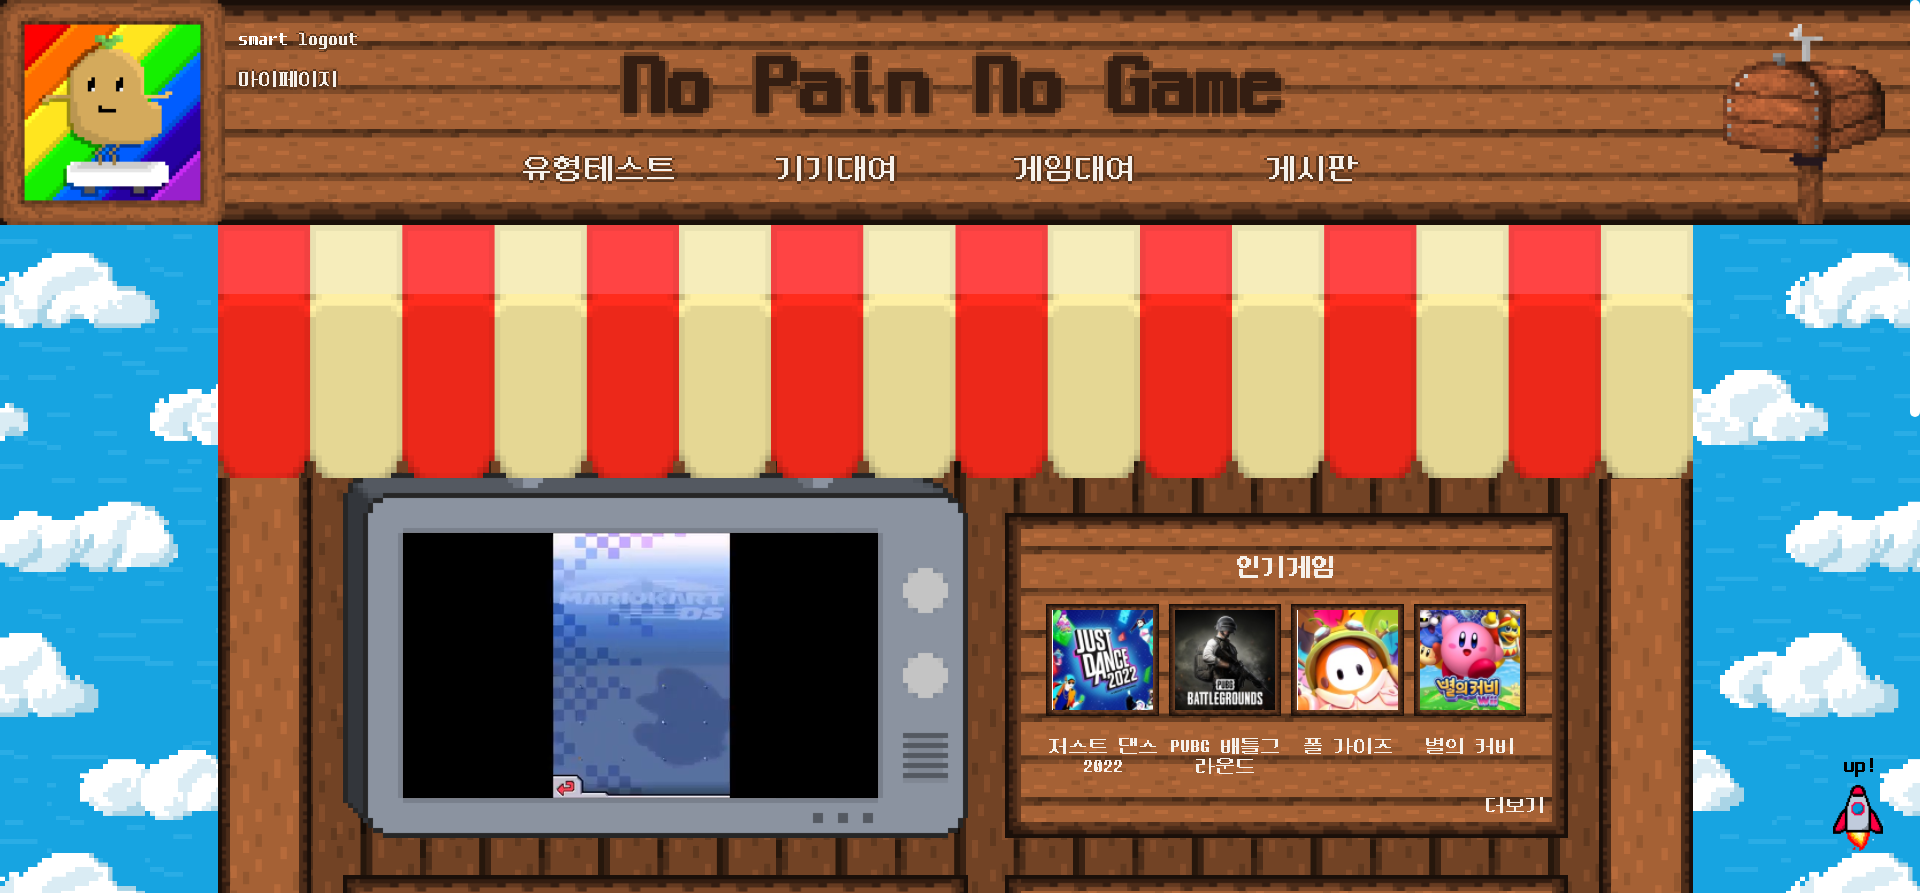 smart logout
마이페이지
No Pain No Game
유형테스트 기기대여 게임대여 게시판
MARIOKART
DS
인기게임
JUST
DANCE
2022
PUBG
BATTLEGROUNDS
별의 커비
저스트 댄스 2022
PUBG 배틀그라운드
폴 가이즈
별의 커비
더보기
up!